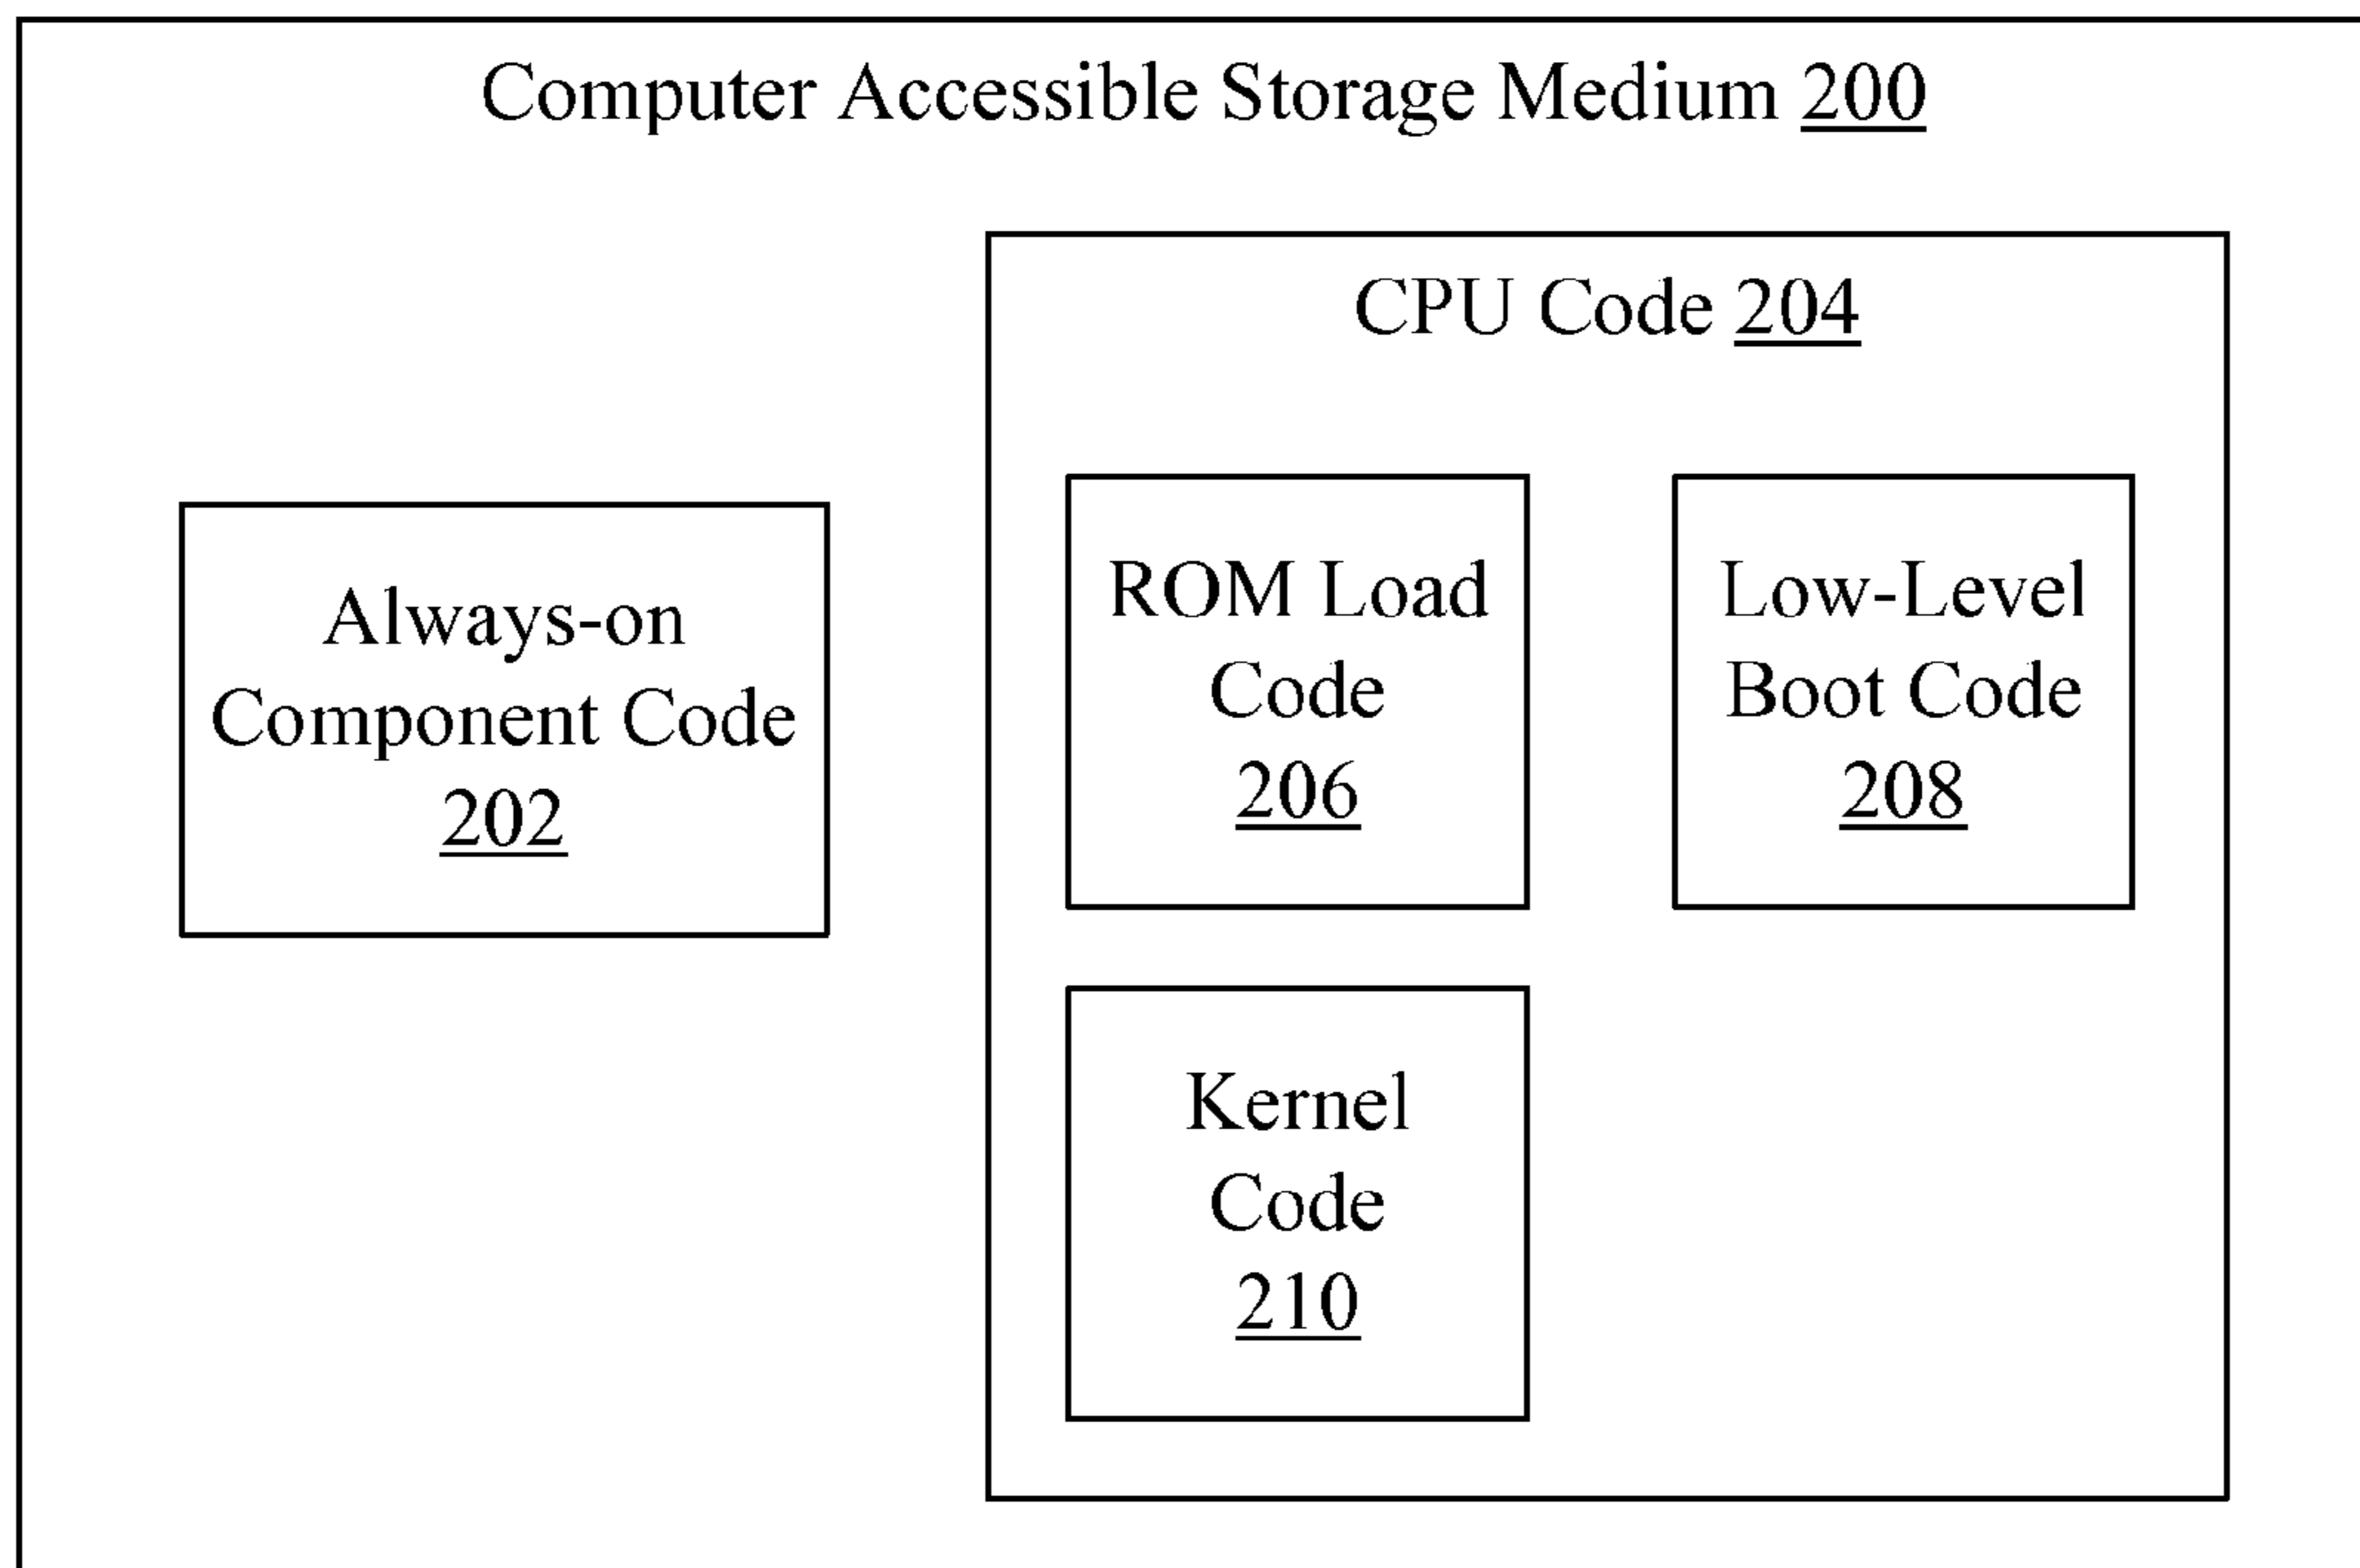 Computer Accessible Storage Medium 200
CPU Code 204
Always-on
Component Code
202
ROM Load
Code
206
Low-Level
Boot Code
208
Kernel
Code
210